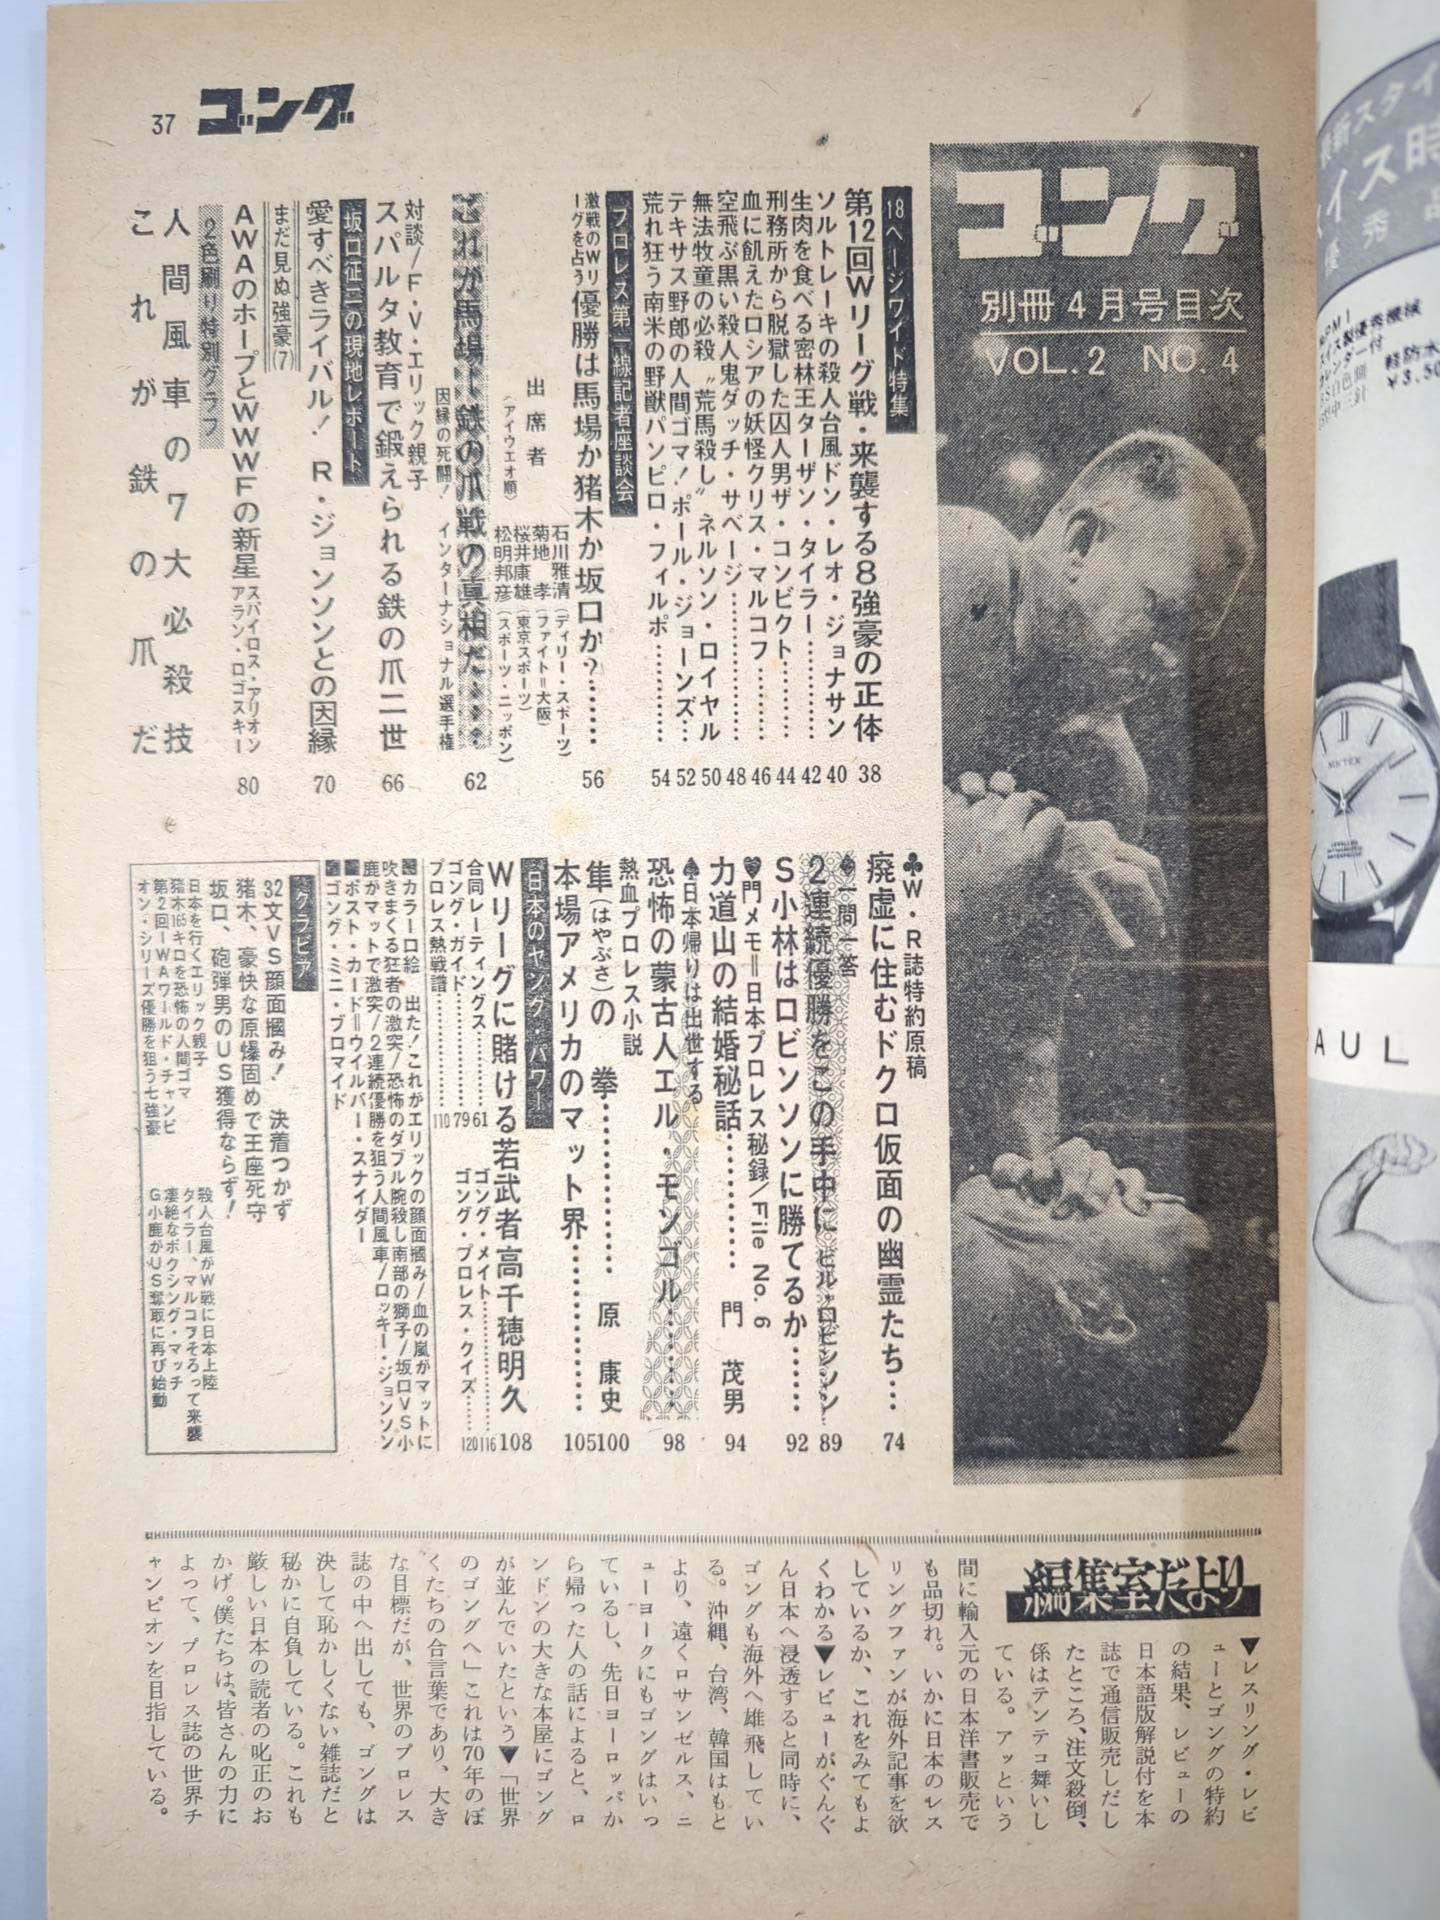 ゴング
別冊4月号目次
VOL.2 NO.4
18ページワイド特集
第12回Wリーグ戦・来襲する8強豪の正体 38
ソルトレーキの殺人台風ドン・レオ・ジョナサン 40
生肉を食べる密林王ターザン・タイラー………… 42
刑務所から脱獄した囚人男ザ・コンビクト……… 44
血に飢えたロシアの妖怪クリス・マルコフ……… 46
空飛ぶ黒い殺人鬼ダッチ・サベージ……………… 48
無法牧童の必殺〝荒馬殺し〟ネルソン・ロイヤル 50
テキサス野郎の人間ゴマ!ポール・ジョーンズ… 52
荒れ狂う南米の野獣パンピロ・フィルポ………… 54
プロレス第一線記者座談会
激戦のWリーグを占う
優勝は馬場か猪木か坂口か?…… 56
出席者
(アイウエオ順)
石川雅清(デイリー・スポーツ)
菊地 孝(ファイト=大阪)
桜井康雄(東京スポーツ)
松明邦彦(スポーツ・ニッポン)
これが馬場―鉄の爪戦の真相だ…… 62
因縁の死闘!インターナショナル選手権
対談/F・V・エリック親子
スパルタ教育で鍛えられる鉄の爪二世 66
坂口征二の現地レポート
愛すべきライバル!R・ジョンソンとの因縁 70
まだ見ぬ強豪(7)
AWAのホープとWWWFの新星
スパイロス・アリオン
アラン・ロゴスキー
80
2色刷り特別グラフ
人間風車の7大必殺技
これが鉄の爪だ
♣W・R誌特約原稿
廃虚に住むドクロ仮面の幽霊たち… 74
♠一問一答
2連続優勝をこの手中に ビル・ロビンソン… 89
S小林はロビンソンに勝てるか…… 92
♥門メモ=日本プロレス秘録/File No.6
力道山の結婚秘話………… 門 茂男 94
♠日本帰りは出世する
恐怖の蒙古人エル・モンゴル……… 98
熱血プロレス小説
隼(はやぶさ)の 拳………… 原 康史 100
本場アメリカのマット界…………… 105
日本のヤング・パワー
Wリーグに賭ける若武者高千穂明久 108
合同レーティングス………… 61
ゴング・ガイド……………… 79
プロレス熱戦譜……………… 110
ゴング・メイト……………… 116
ゴング・プロレス・クイズ… 120
カラー口絵 出た!これがエリックの顔面掴み/血の嵐がマットに
吹きまくる狂者の激突/恐怖のダブル腕殺し南部の獅子/坂口VS小
鹿がマットで激突/2連続優勝を狙う人間風車/ロッキー・ジョンソン
ポスト・カード=ウイルバー・スナイダー
ゴング・ミニ・ブロマイド
グラビア
32文VS顔面掴み! 決着つかず
猪木、豪快な原爆固めで王座死守
坂口、砲弾男のUS獲得ならず!
日本を行くエリック親子
猪木165キロを恐怖の人間ゴマ
第2回IWAワールド・チャンピ
オン・シリーズ優勝を狙う七強豪
殺人台風がW戦に日本上陸
タイラー、マルコフそろって来襲
凄絶なボクシング・マッチ
G小鹿がUS奪取に再び始動
編集室だより
▼レスリング・レビ
ューとゴングの特約
の結果、レビューの
日本語版解説付を本
誌で通信販売しだし
たところ、注文殺倒、
係はテンテコ舞いし
ている。アッという
間に輸入元の日本洋書販売で
も品切れ。いかに日本のレス
リングファンが海外記事を欲
しているか、これをみてもよ
くわかる▼レビューがぐんぐ
ん日本へ浸透すると同時に、
ゴングも海外へ雄飛してい
る。沖縄、台湾、韓国はもと
より、遠くロサンゼルス、ニ
ューヨークにもゴングはいっ
ているし、先日ヨーロッパか
ら帰った人の話によると、ロ
ンドンの大きな本屋にゴング
が並んでいたという▼「世界
のゴングへ」これは70年のぼ
くたちの合言葉であり、大き
な目標だが、世界のプロレス
誌の中へ出しても、ゴングは
決して恥かしくない雑誌だと
秘かに自負している。これも
厳しい日本の読者の叱正のお
かげ。僕たちは、皆さんの力に
よって、プロレス誌の世界チ
ャンピオンを目指している。
37 ゴング
最新スタイ
イス時
秀品
カレンダー付
軽防水
¥3.50
PAUL